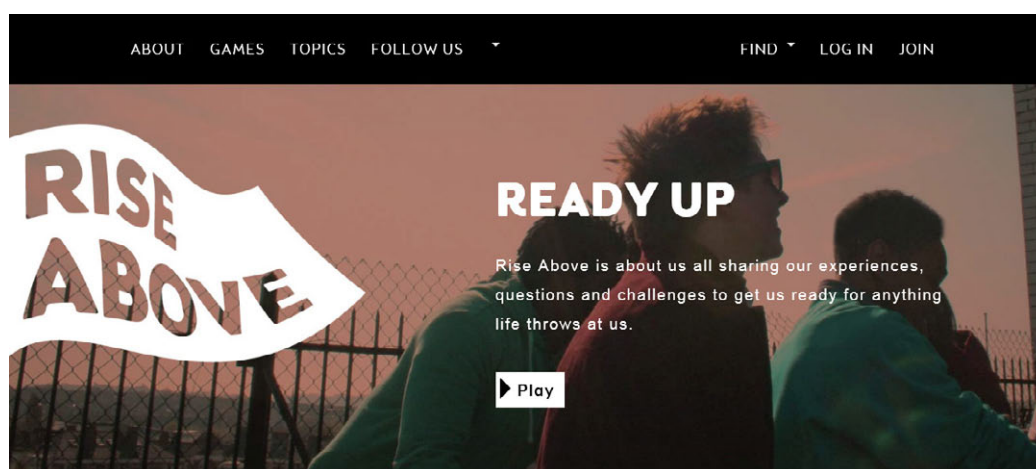 ABOUT GAMES TOPICS FOLLOW US FIND LOG IN JOIN
RISE
ABOVE
READY UP
Rise Above is about us all sharing our experiences,
questions and challenges to get us ready for anything
life throws at us.
Play